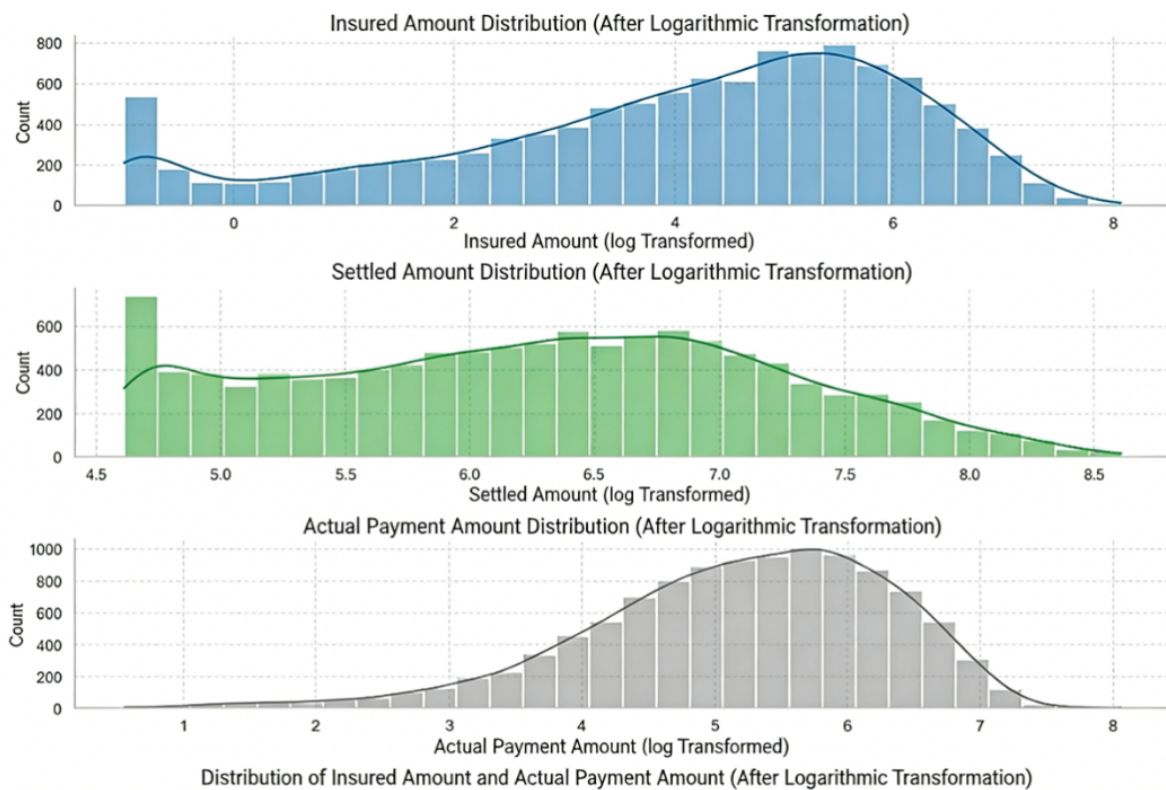 Insured Amount Distribution (After Logarithmic Transformation)
800
600
400
200
0
Count
0 2 4 6 8
Insured Amount (log Transformed)
Settled Amount Distribution (After Logarithmic Transformation)
600
400
200
0
Count
4.5 5.0 5.5 6.0 6.5 7.0 7.5 8.0 8.5
Settled Amount (log Transformed)
Actual Payment Amount Distribution (After Logarithmic Transformation)
1000
800
600
400
200
0
Count
1 2 3 4 5 6 7 8
Actual Payment Amount (log Transformed)
Distribution of Insured Amount and Actual Payment Amount (After Logarithmic Transformation)